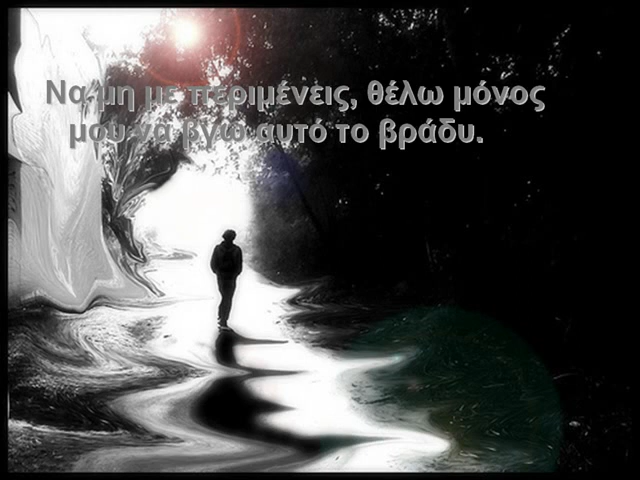 Να μη με περιμένεις, θέλω μόνος
μου να βγω αυτό το βράδυ.